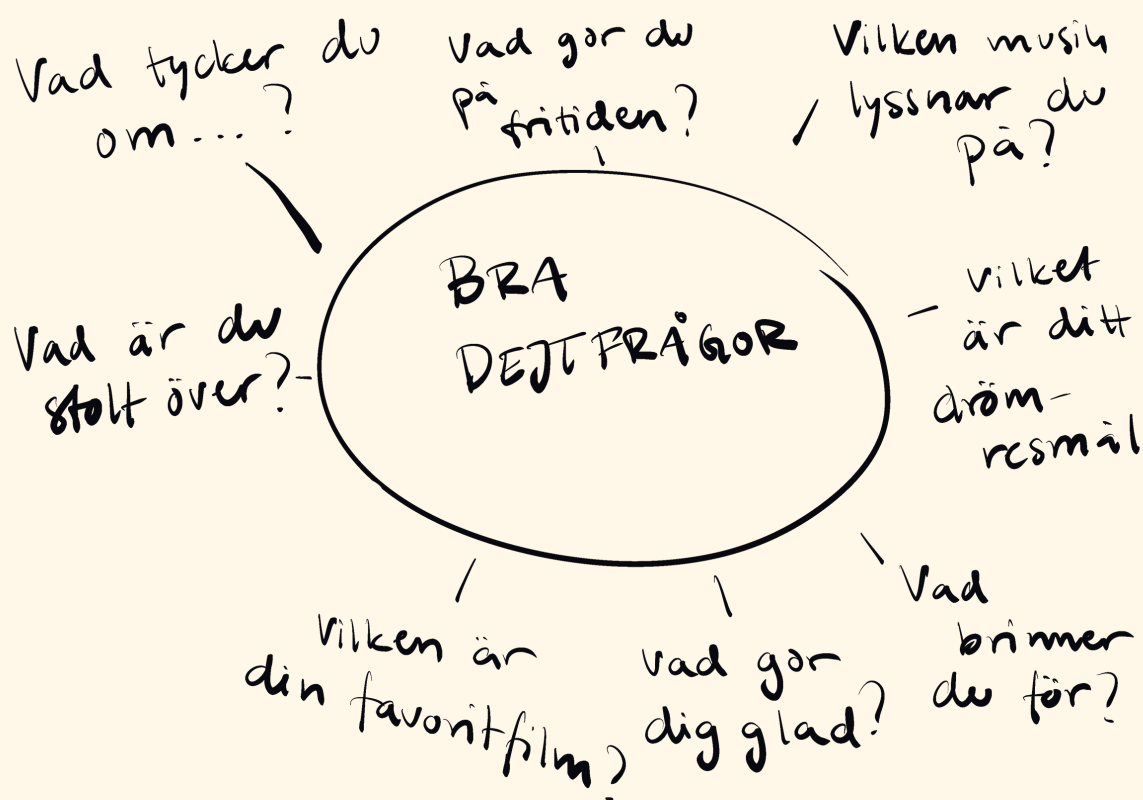 Vad tycker du
om...?
Vad gör du
på fritiden?
Vilken musik
lyssnar du
på?
BRA
DEJTFRÅGOR
Vad är du
stolt över?
Vilket
är ditt
dröm-
resmål
Vilken är
din favoritfilm?
Vad gör
dig glad?
Vad
brinner
du för?